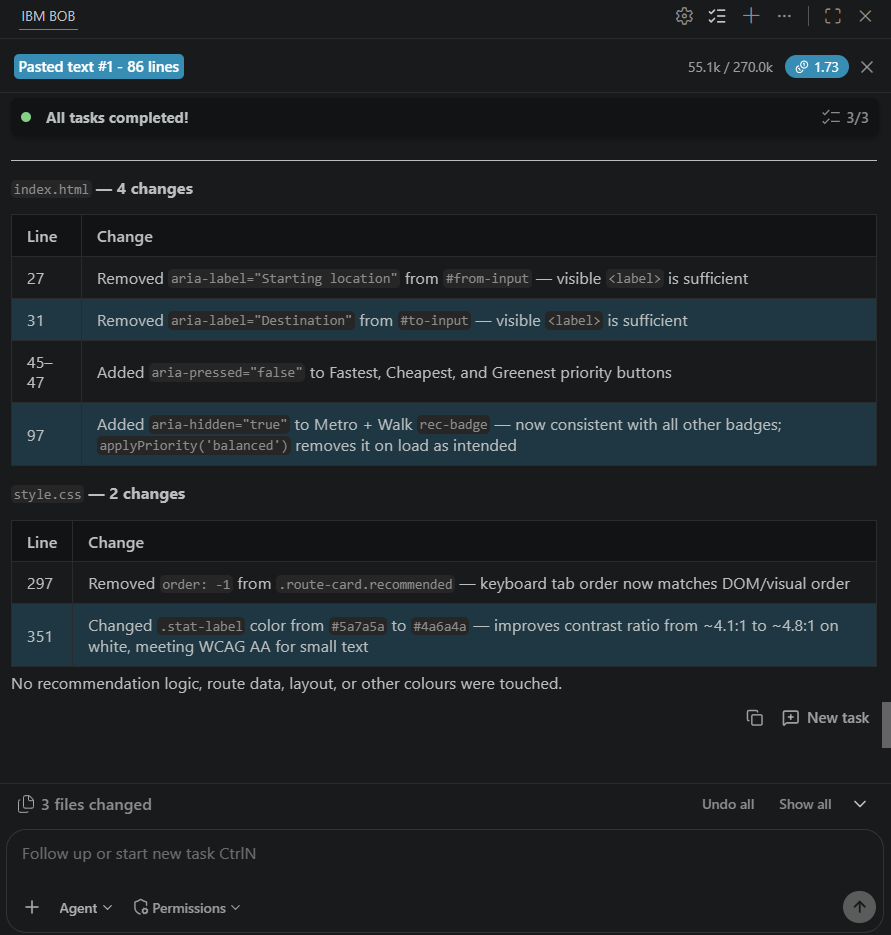 IBM BOB
Pasted text #1 - 86 lines
55.1k / 270.0k
1.73
All tasks completed!
3/3
index.html — 4 changes
Line Change
27 Removed aria-label="Starting location" from #from-input — visible <label> is sufficient
31 Removed aria-label="Destination" from #to-input — visible <label> is sufficient
45–
47
Added aria-pressed="false" to Fastest, Cheapest, and Greenest priority buttons
97
Added aria-hidden="true" to Metro + Walk rec-badge — now consistent with all other badges;
applyPriority('balanced') removes it on load as intended
style.css — 2 changes
Line Change
297 Removed order: -1 from .route-card.recommended — keyboard tab order now matches DOM/visual order
351
Changed .stat-label color from #5a7a5a to #4a6a4a — improves contrast ratio from ~4.1:1 to ~4.8:1 on
white, meeting WCAG AA for small text
No recommendation logic, route data, layout, or other colours were touched.
New task
3 files changed
Undo all
Show all
Follow up or start new task CtrlN
Agent
Permissions